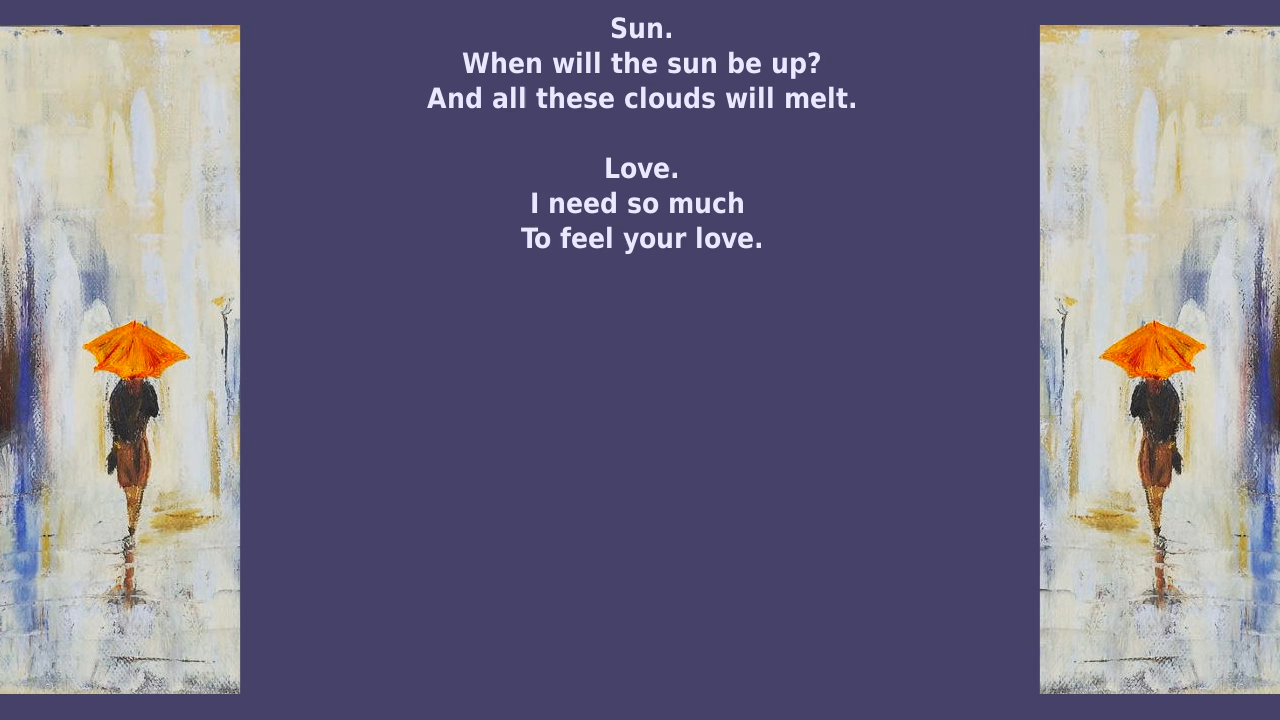 Sun.
When will the sun be up?
And all these clouds will melt.
Love.
I need so much
To feel your love.